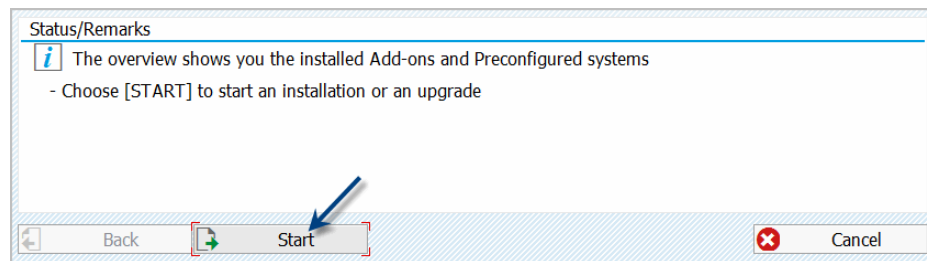 Status/Remarks
i The overview shows you the installed Add-ons and Preconfigured systems
- Choose [START] to start an installation or an upgrade
Back Start Cancel